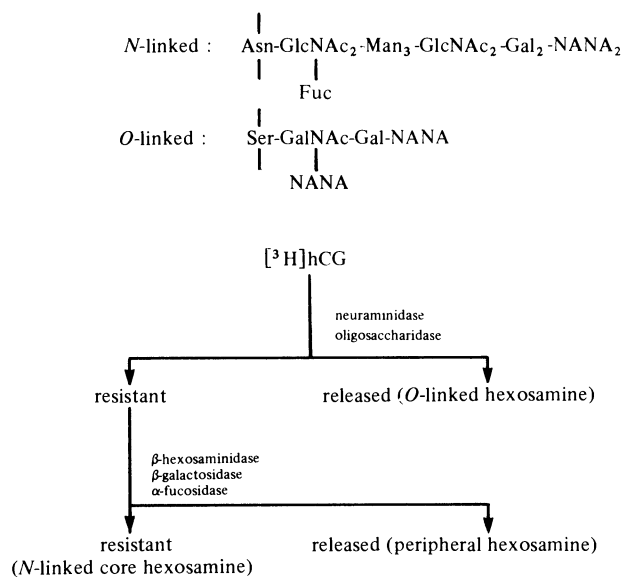 N-linked : Asn-GlcNAc₂-Man₃-GlcNAc₂-Gal₂-NANA₂
Fuc
O-linked : Ser-GalNAc-Gal-NANA
NANA
[³H]hCG
neuraminidase
oligosaccharidase
resistant released (O-linked hexosamine)
β-hexosaminidase
β-galactosidase
α-fucosidase
resistant released (peripheral hexosamine)
(N-linked core hexosamine)